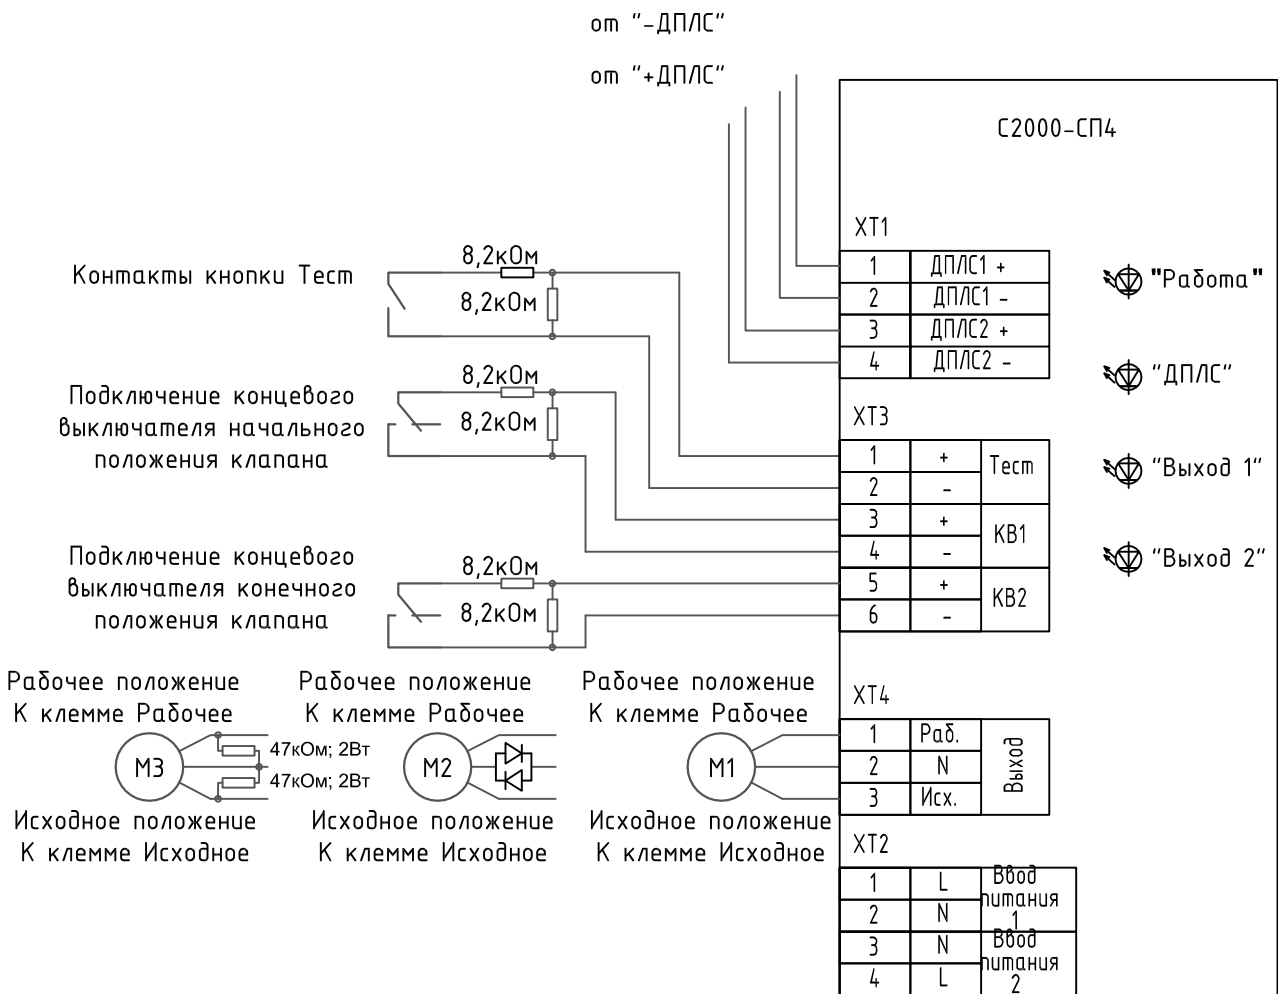 от "-ДПЛС"
от "+ДПЛС"
С2000-СП4
ХТ1
1 ДПЛС1 +
2 ДПЛС1 -
3 ДПЛС2 +
4 ДПЛС2 -
"Работа"
"ДПЛС"
"Выход 1"
"Выход 2"
Контакты кнопки Тест
8,2кОм
8,2кОм
Подключение концевого
выключателя начального
положения клапана
8,2кОм
8,2кОм
Подключение концевого
выключателя конечного
положения клапана
8,2кОм
8,2кОм
ХТ3
1 + Тест
2 -
3 + КВ1
4 -
5 + КВ2
6 -
Рабочее положение
К клемме Рабочее
М3
47кОм; 2Вт
47кОм; 2Вт
Исходное положение
К клемме Исходное
Рабочее положение
К клемме Рабочее
М2
Исходное положение
К клемме Исходное
Рабочее положение
К клемме Рабочее
М1
Исходное положение
К клемме Исходное
ХТ4
1 Раб.
2 N
3 Исх.
Выход
ХТ2
1 L
2 N
Ввод
питания
1
3 N
4 L
Ввод
питания
2